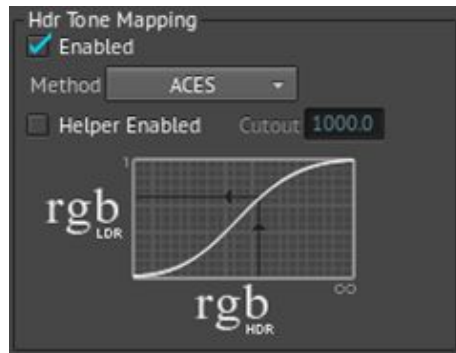 Hdr Tone Mapping
Enabled
Method ACES
Helper Enabled Cutout 1000.0
1
rgb LDR
∞
rgb HDR